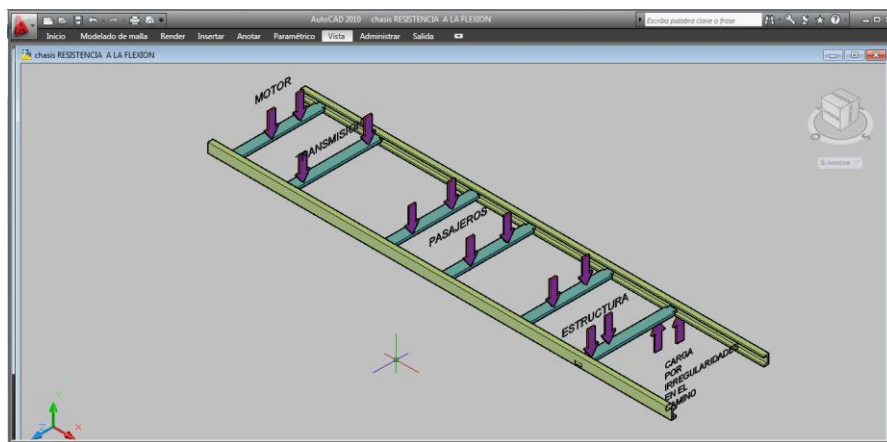 AutoCAD 2010 chasis RESISTENCIA A LA FLEXION
Escriba palabra clave o frase
Inicio Modelado de malla Render Insertar Anotar Paramétrico Vista Administrar Salida
chasis RESISTENCIA A LA FLEXION
MOTOR
TRANSMISION
PASAJEROS
ESTRUCTURA
CARGA
POR
IRREGULARIDADES
EN EL
CAMINO
S-nombre
Y
Z
X